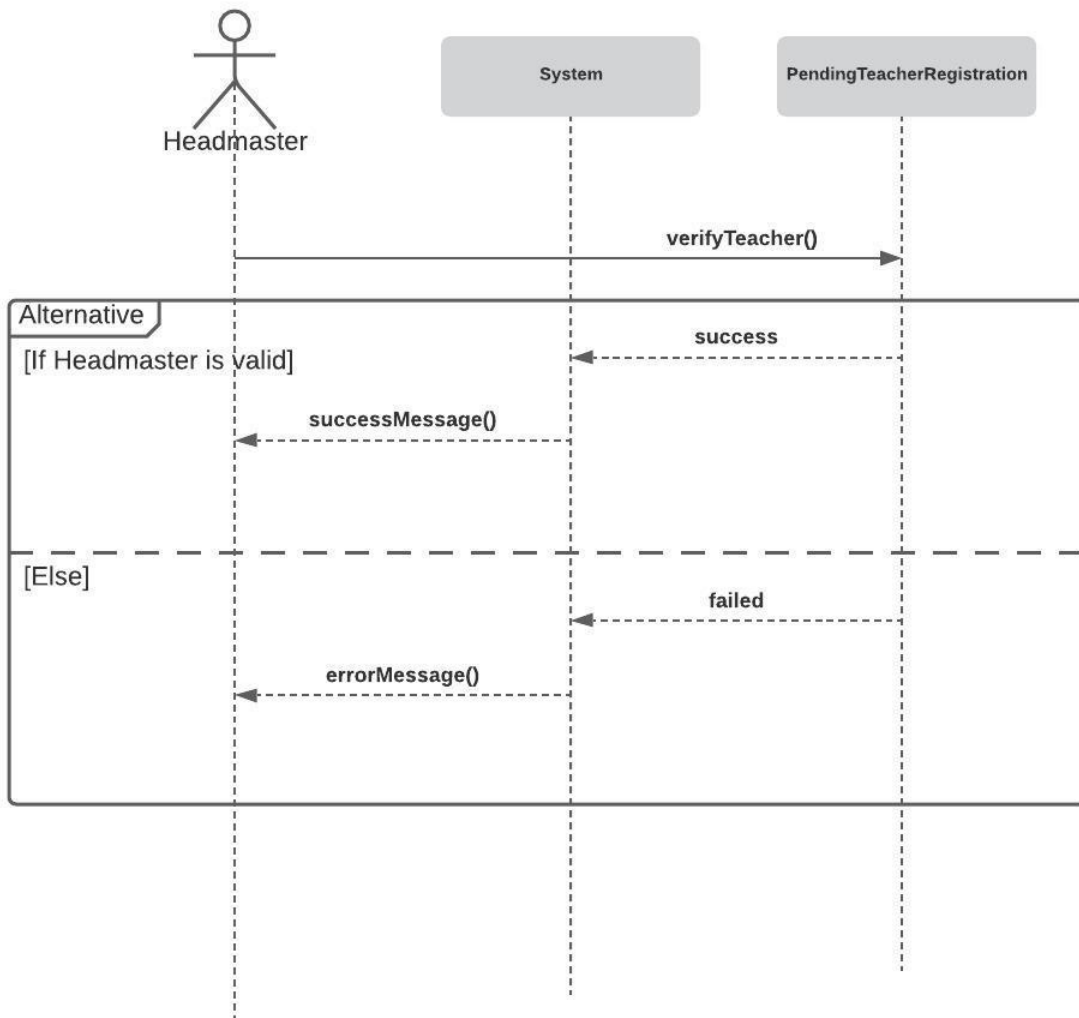 System
PendingTeacherRegistration
Headmaster
verifyTeacher()
Alternative
success
[If Headmaster is valid]
successMessage()
[Else]
failed
errorMessage()